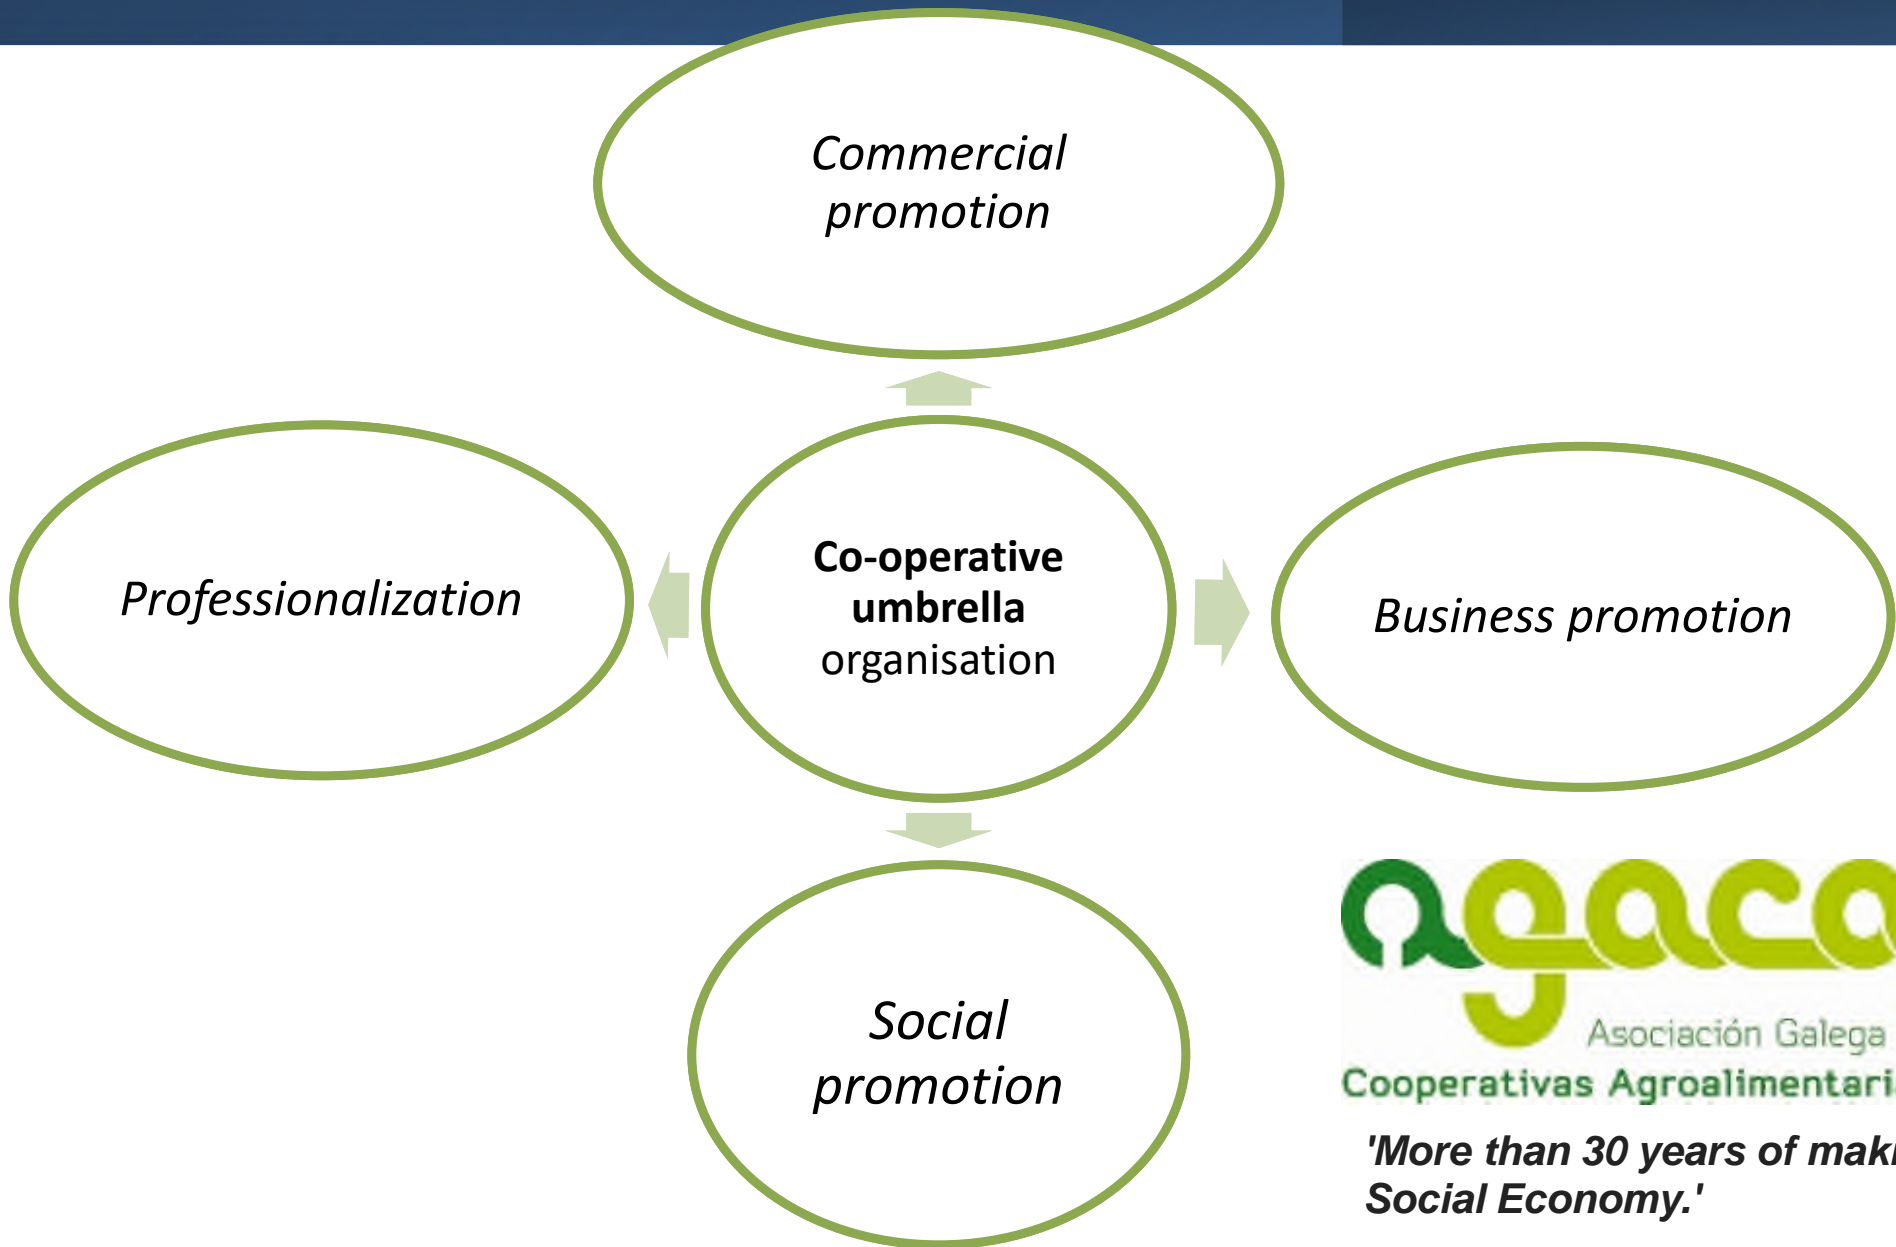 Commercial
promotion
Professionalization
Co-operative
umbrella
organisation
Business promotion
Social
promotion
agaca
Asociación Galega
Cooperativas Agroalimentari
'More than 30 years of maki
Social Economy.'